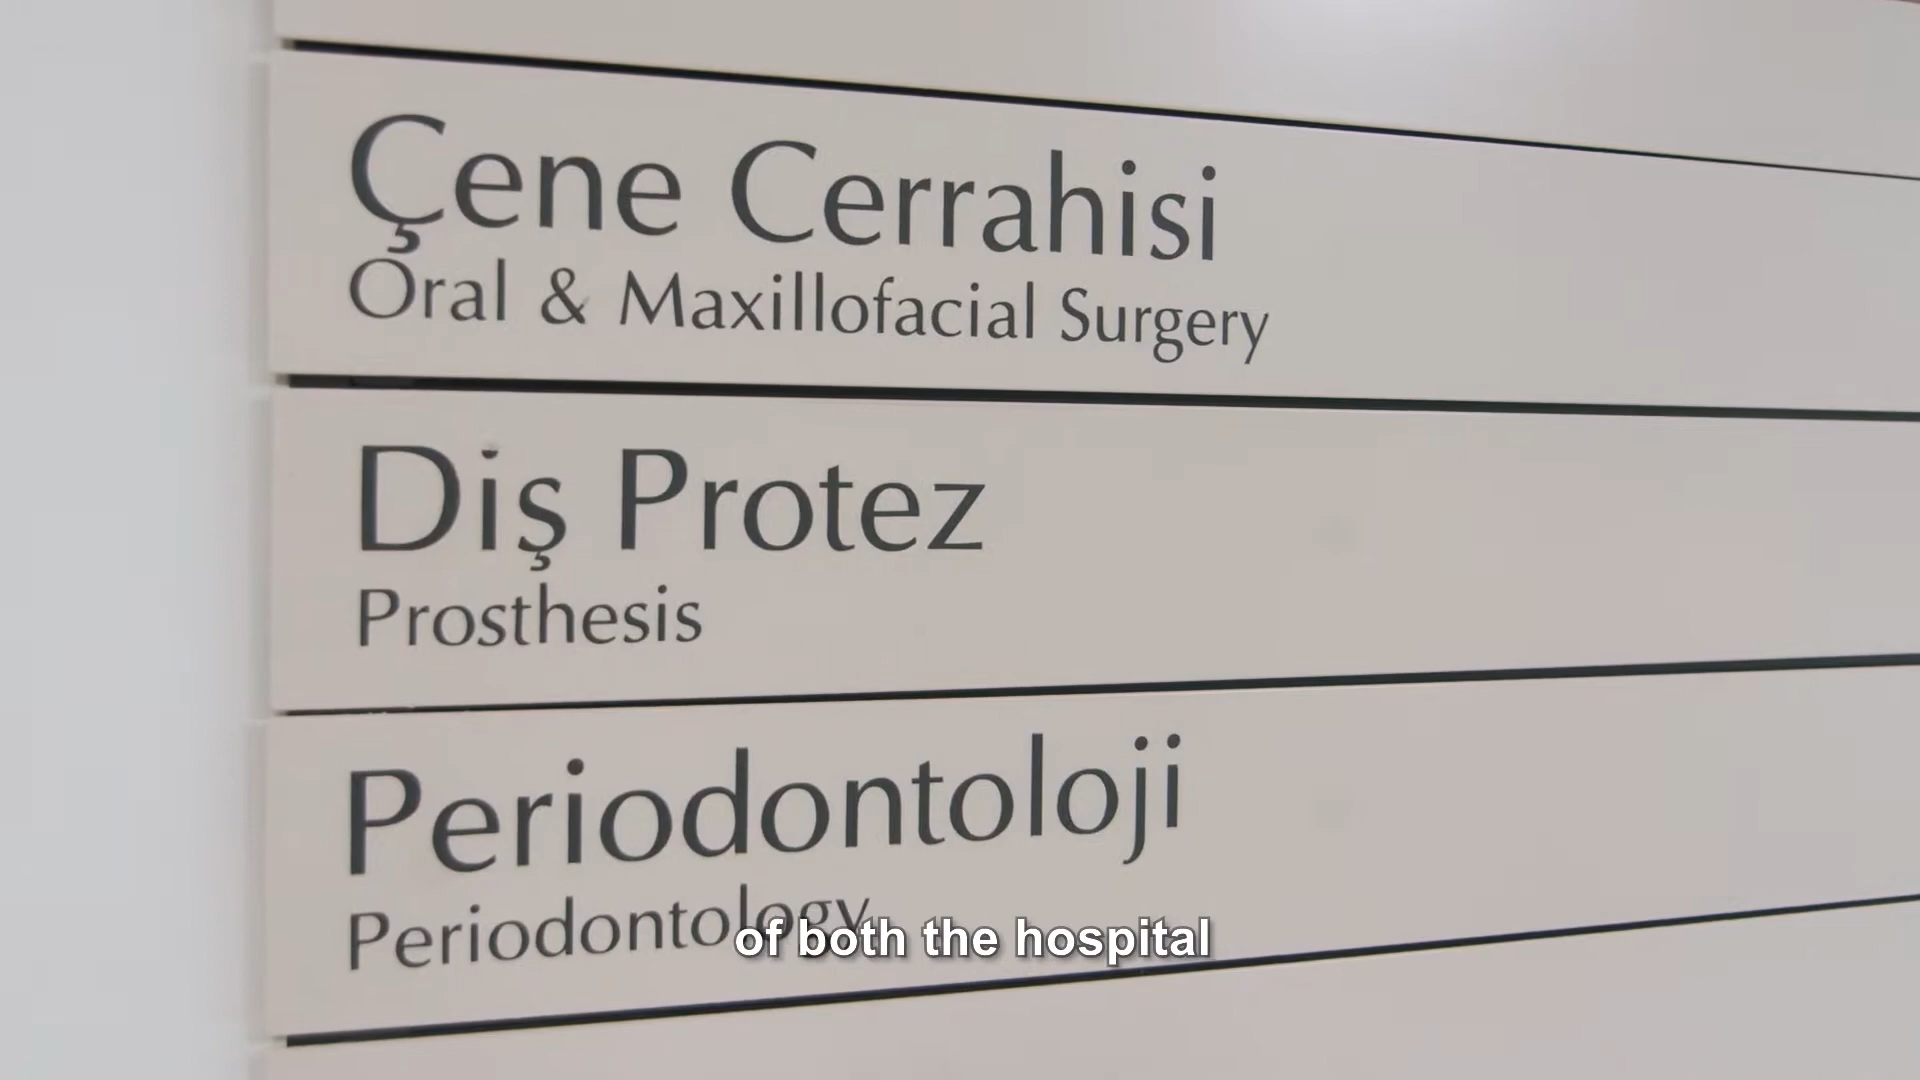 Çene Cerrahisi
Oral & Maxillofacial Surgery
Diş Protez
Prosthesis
Periodontoloji
Periodontology
of both the hospital